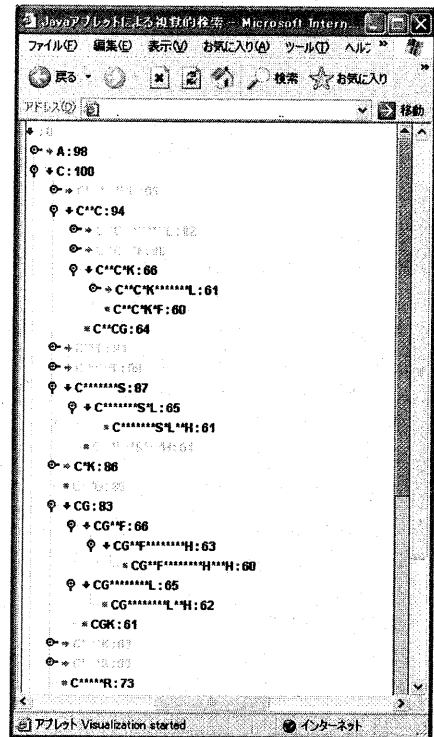 Javaアプレットによる視覚的検索 - Microsoft Intern
ファイル(F) 編集(E) 表示(V) お気に入り(A) ツール(T) ヘル »
戻る 検索 お気に入り »
アドレス(D) 移動
A:98
C:100
C**C:94
C**C*K:66
C**C*K*******L:61
C**C*K*F:60
C**CG:64
C*******S:87
C*******S*L:65
C*******S*L**H:61
C*K:86
CG:83
CG**F:66
CG**F********H:63
CG**F********H***H:60
CG********L:65
CG********L**H:62
CGK:61
C*****R:73
アプレット Visualization started インターネット